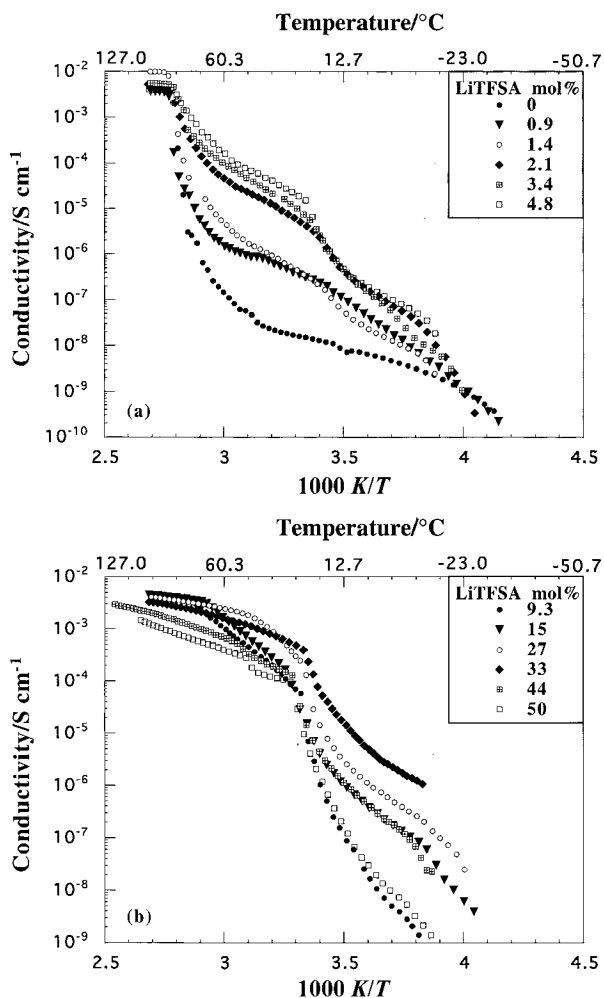 Temperature/°C
127.0 60.3 12.7 -23.0 -50.7
10-2
LiTFSA mol%
0
0.9
1.4
2.1
3.4
4.8
10-3
10-4
10-5
10-6
10-7
10-8
10-9
10-10
Conductivity/S cm-1
(a)
2.5 3 3.5 4 4.5
1000 K/T
Temperature/°C
127.0 60.3 12.7 -23.0 -50.7
10-2
LiTFSA mol%
9.3
15
27
33
44
50
10-3
10-4
10-5
10-6
10-7
10-8
10-9
Conductivity/S cm-1
(b)
2.5 3 3.5 4 4.5
1000 K/T